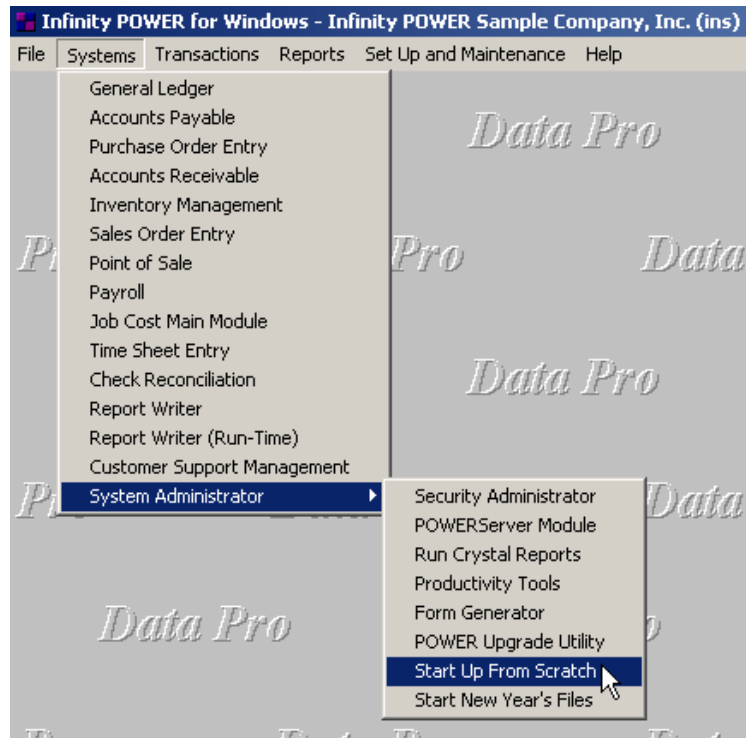 Infinity POWER for Windows - Infinity POWER Sample Company, Inc. (ins)
File Systems Transactions Reports Set Up and Maintenance Help
General Ledger
Accounts Payable
Purchase Order Entry
Accounts Receivable
Inventory Management
Sales Order Entry
Point of Sale
Payroll
Job Cost Main Module
Time Sheet Entry
Check Reconciliation
Report Writer
Report Writer (Run-Time)
Customer Support Management
System Administrator
Security Administrator
POWERServer Module
Run Crystal Reports
Productivity Tools
Form Generator
POWER Upgrade Utility
Start Up From Scratch
Start New Year's Files
Data Pro
Pro Data
Data Pro
Data
Data Pro